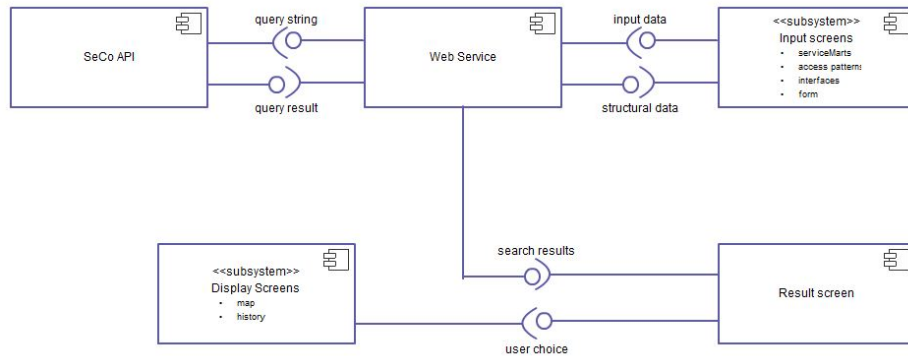 query string
input data
<<subsystem>>
Input screens
SeCo API
Web Service
• serviceMarts
• access patterns
• interfaces
• form
query result
structural data
search results
<<subsystem>>
Display Screens
• map
• history
Result screen
user choice